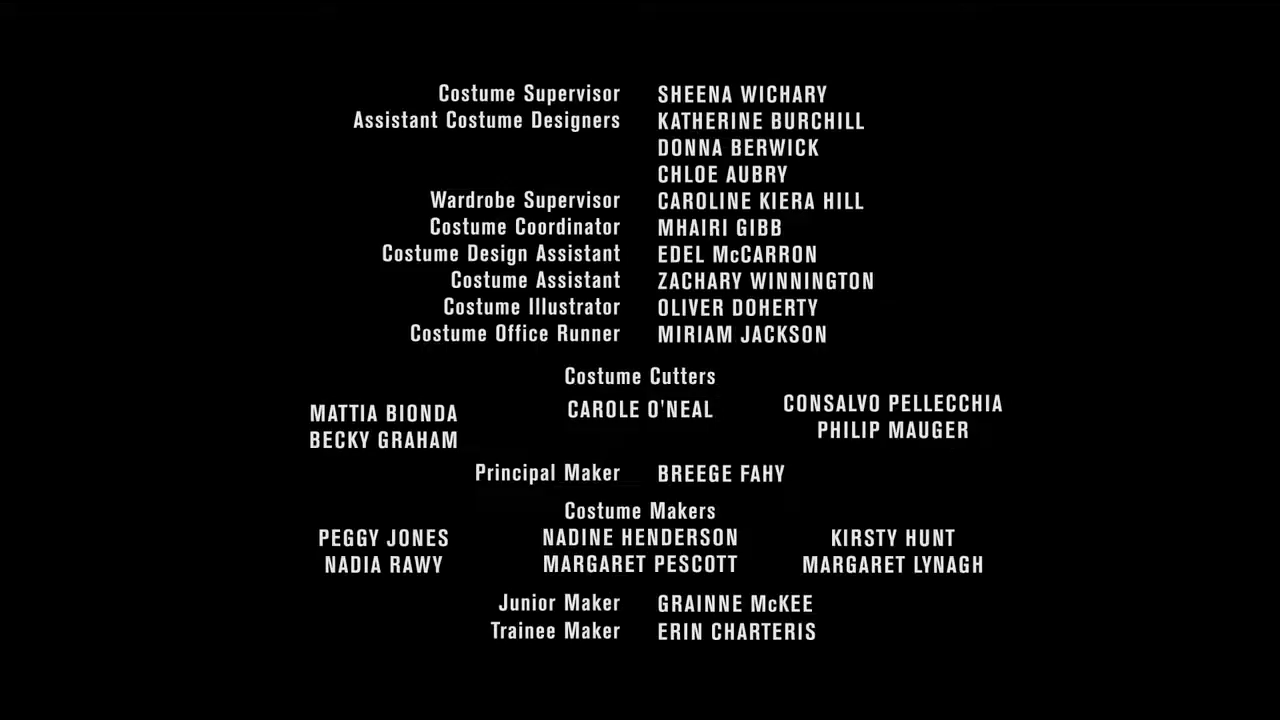 Costume Supervisor SHEENA WICHARY
Assistant Costume Designers KATHERINE BURCHILL
DONNA BERWICK
CHLOE AUBRY
Wardrobe Supervisor CAROLINE KIERA HILL
Costume Coordinator MHAIRI GIBB
Costume Design Assistant EDEL McCARRON
Costume Assistant ZACHARY WINNINGTON
Costume Illustrator OLIVER DOHERTY
Costume Office Runner MIRIAM JACKSON
Costume Cutters
MATTIA BIONDA CAROLE O'NEAL CONSALVO PELLECCHIA
BECKY GRAHAM PHILIP MAUGER
Principal Maker BREEGE FAHY
Costume Makers
PEGGY JONES NADINE HENDERSON KIRSTY HUNT
NADIA RAWY MARGARET PESCOTT MARGARET LYNAGH
Junior Maker GRAINNE McKEE
Trainee Maker ERIN CHARTERIS